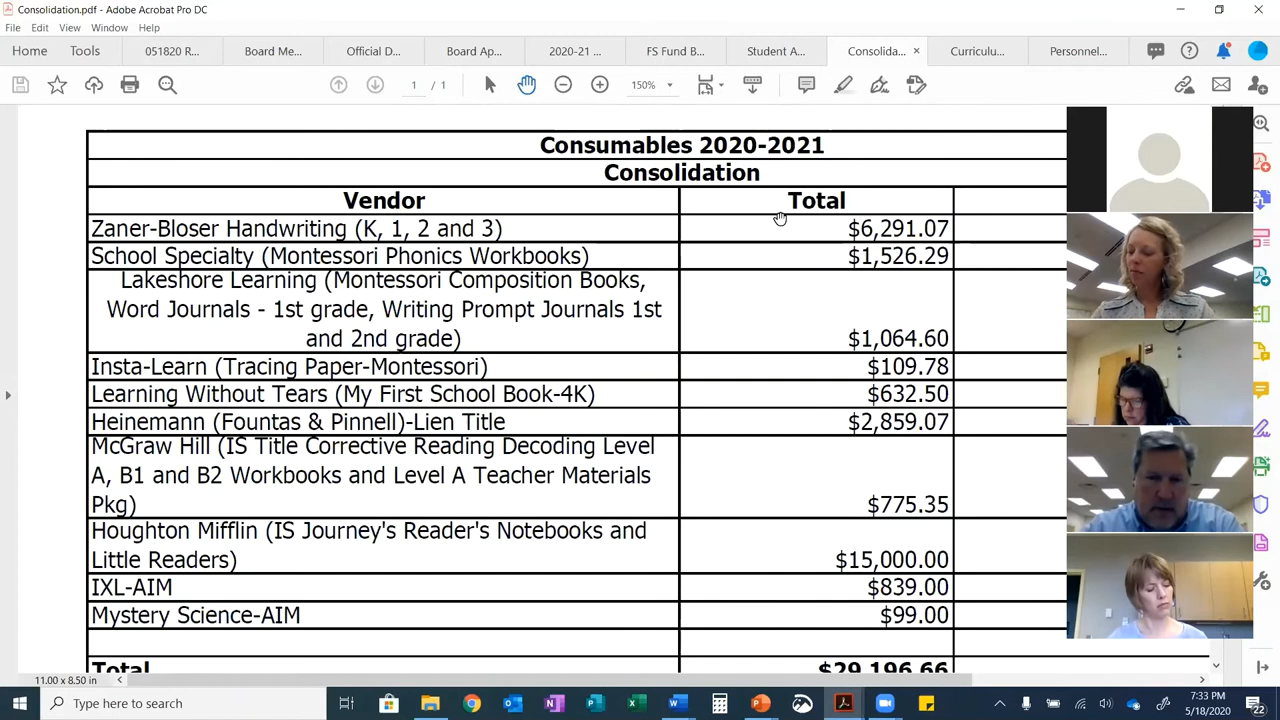 Consolidation.pdf - Adobe Acrobat Pro DC
File Edit View Window Help
Home Tools 051820 R... Board Me... Official D... Board Ap... 2020-21 ... FS Fund B... Student A... Consolida... × Curriculu... Personnel...
1 / 1 150%
Consumables 2020-2021
Consolidation
Vendor Total
Zaner-Bloser Handwriting (K, 1, 2 and 3) $6,291.07
School Specialty (Montessori Phonics Workbooks) $1,526.29
Lakeshore Learning (Montessori Composition Books,
Word Journals - 1st grade, Writing Prompt Journals 1st
and 2nd grade) $1,064.60
Insta-Learn (Tracing Paper-Montessori) $109.78
Learning Without Tears (My First School Book-4K) $632.50
Heinemann (Fountas & Pinnell)-Lien Title $2,859.07
McGraw Hill (IS Title Corrective Reading Decoding Level
A, B1 and B2 Workbooks and Level A Teacher Materials
Pkg) $775.35
Houghton Mifflin (IS Journey's Reader's Notebooks and
Little Readers) $15,000.00
IXL-AIM $839.00
Mystery Science-AIM $99.00
Total $29,196.66
11.00 x 8.50 in
Type here to search
7:33 PM
5/18/2020
22